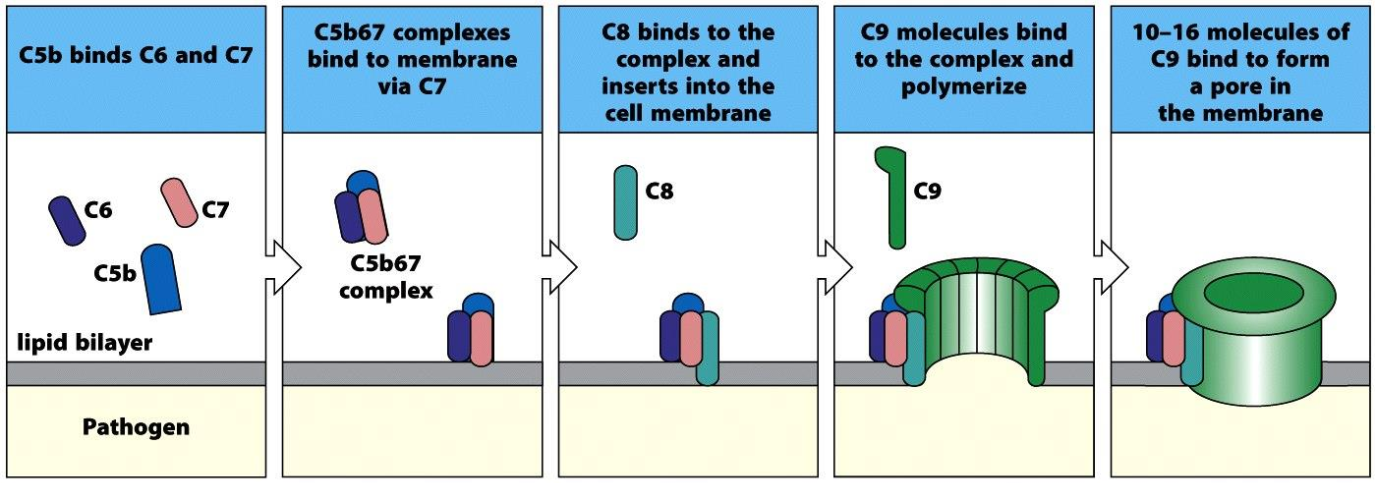 C5b binds C6 and C7
C6
C7
C5b
lipid bilayer
Pathogen
C5b67 complexes
bind to membrane
via C7
C5b67
complex
C8 binds to the
complex and
inserts into the
cell membrane
C8
C9 molecules bind
to the complex and
polymerize
C9
10–16 molecules of
C9 bind to form
a pore in
the membrane